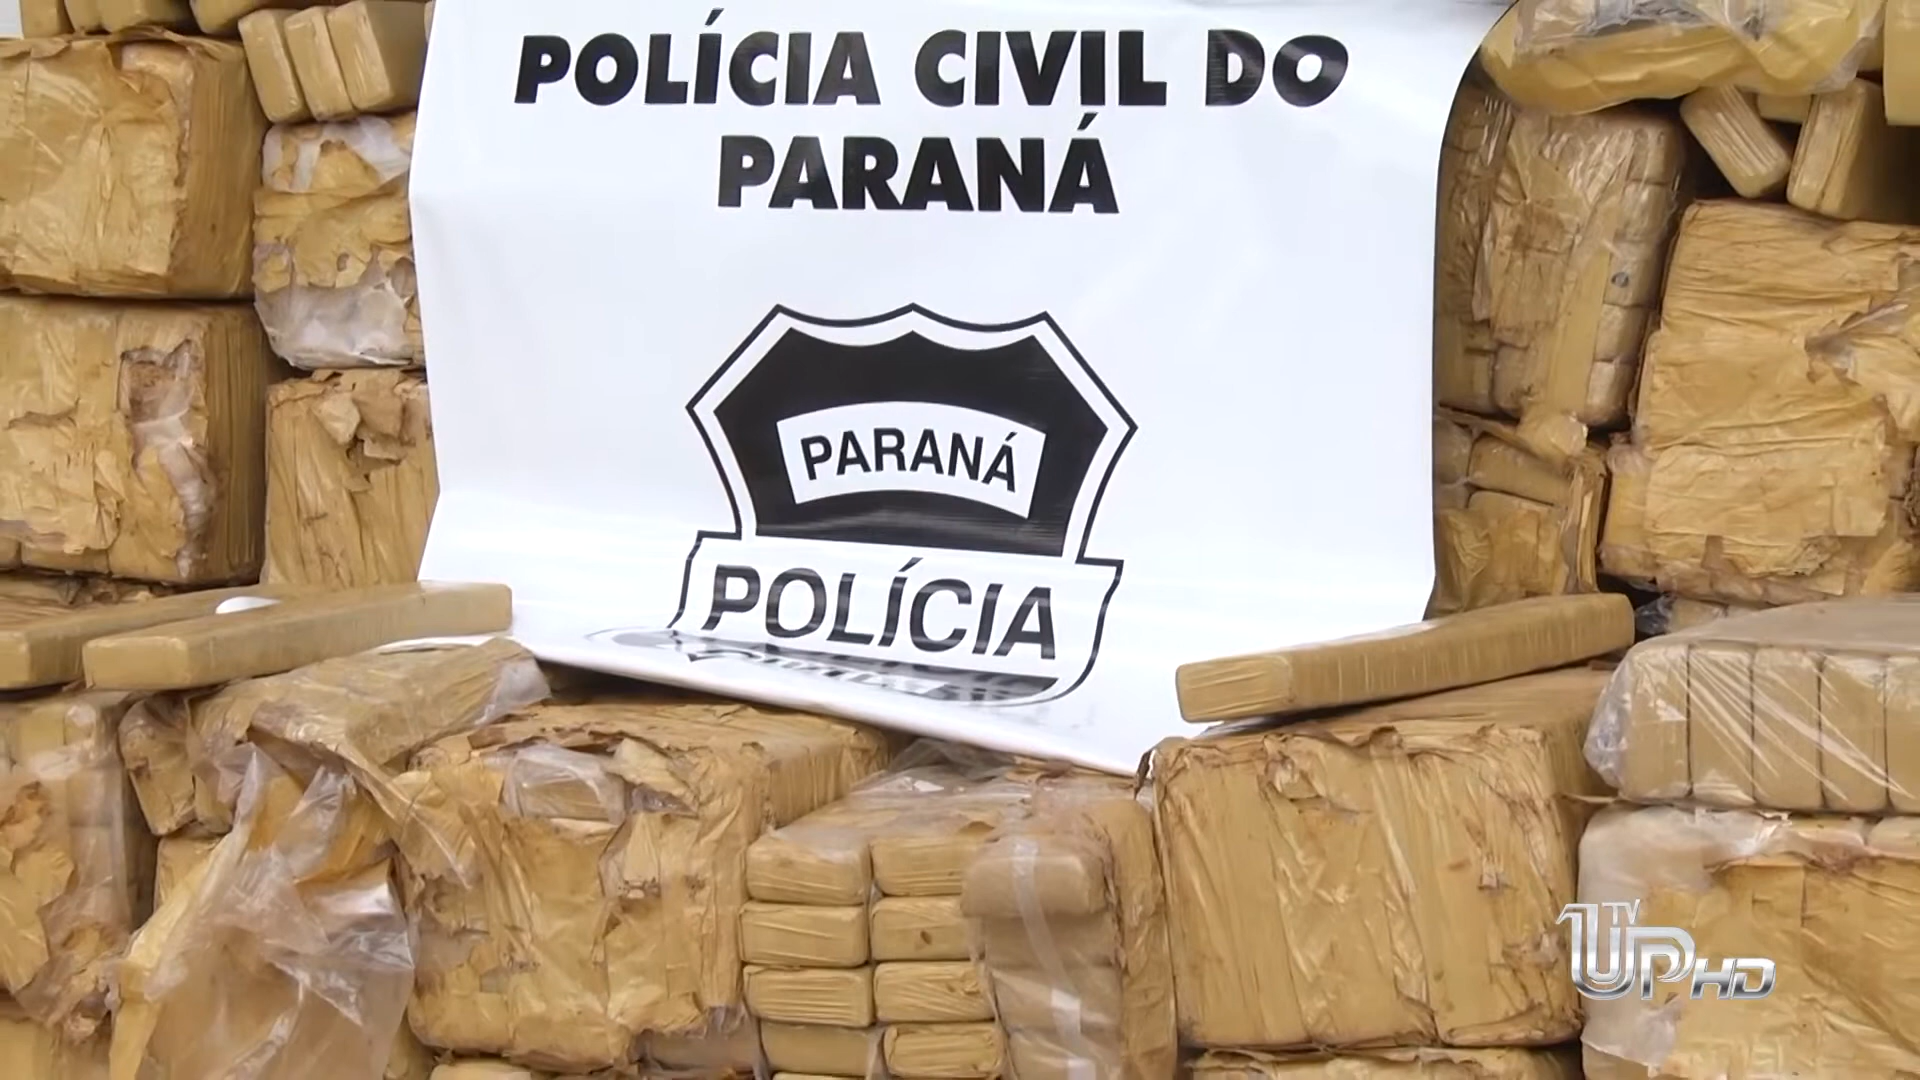 POLÍCIA CIVIL DO
PARANÁ
PARANÁ
POLÍCIA
TV
UP HD